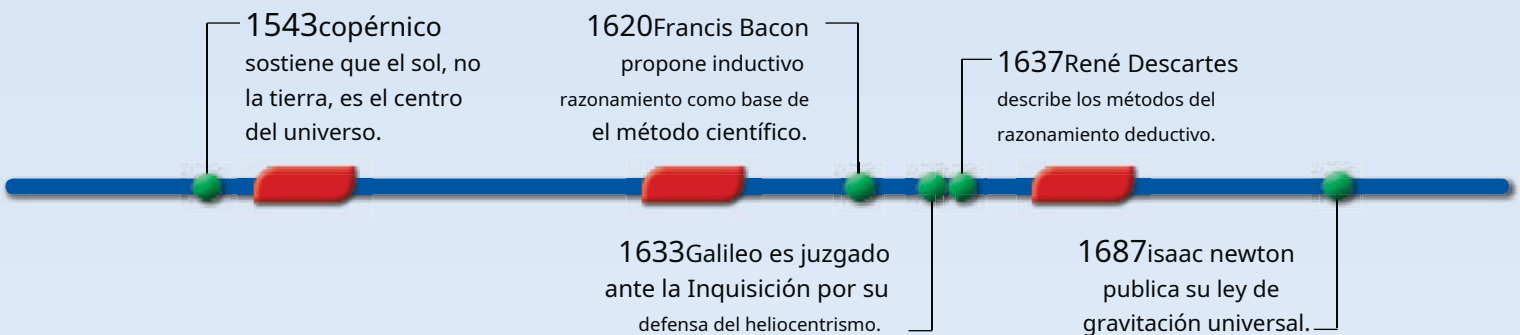 1543copérnico
sostiene que el sol, no
la tierra, es el centro
del universo.
1620Francis Bacon
propone inductivo
razonamiento como base de
el método científico.
1637René Descartes
describe los métodos del
razonamiento deductivo.
1633Galileo es juzgado
ante la Inquisición por su
defensa del heliocentrismo.
1687isaac newton
publica su ley de
gravitación universal.